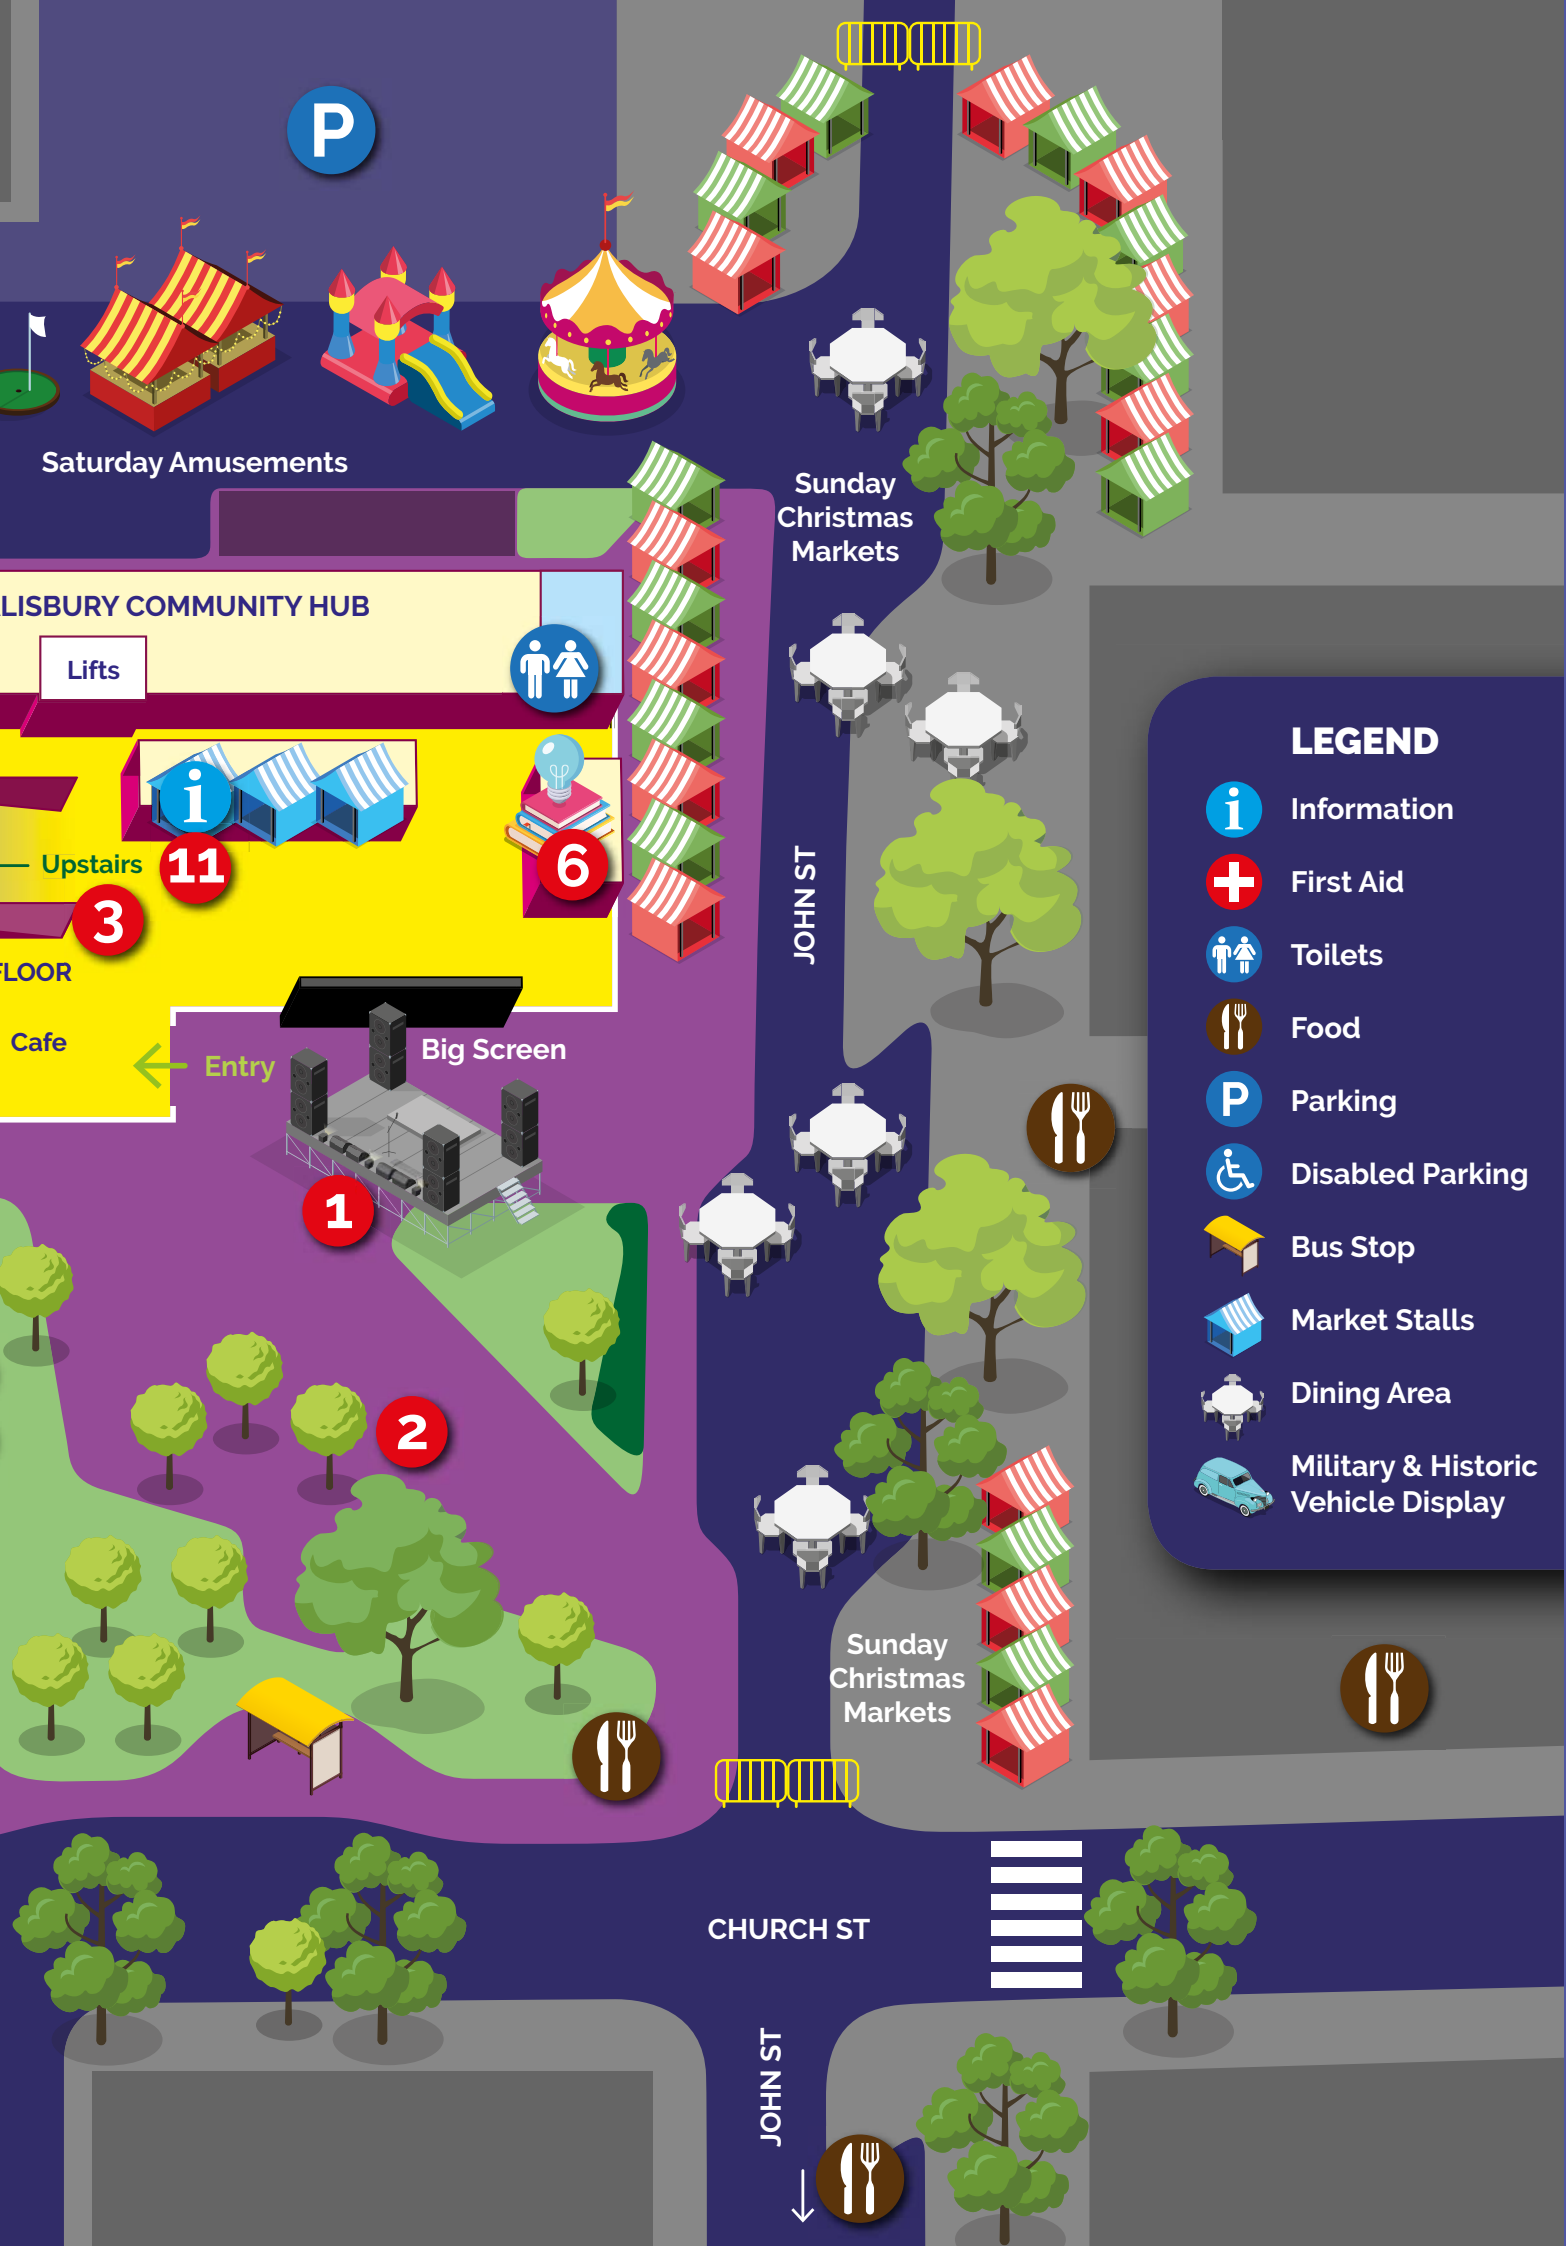 P
Saturday Amusements
Sunday
Christmas
Markets
LISBURY COMMUNITY HUB
Lifts
i
Upstairs
11
6
3
FLOOR
Cafe
Entry
Big Screen
1
2
JOHN ST
LEGEND
i Information
First Aid
Toilets
Food
P Parking
Disabled Parking
Bus Stop
Market Stalls
Dining Area
Military & Historic
Vehicle Display
Sunday
Christmas
Markets
CHURCH ST
JOHN ST